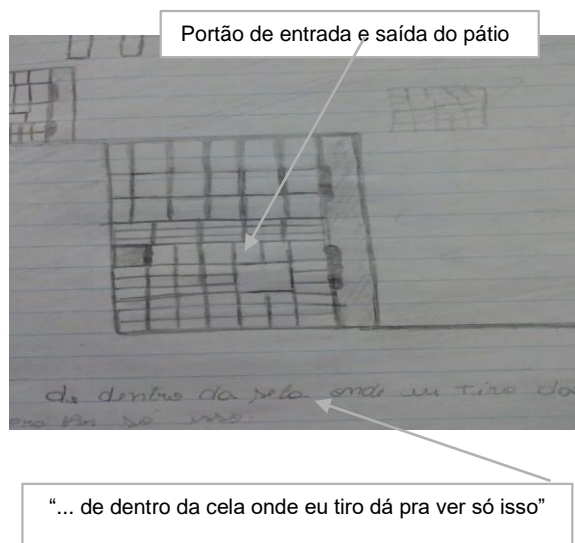 Portão de entrada e saída do pátio
de dentro da sela onde eu tiro da
pra so isso.
"... de dentro da cela onde eu tiro dá pra ver só isso"